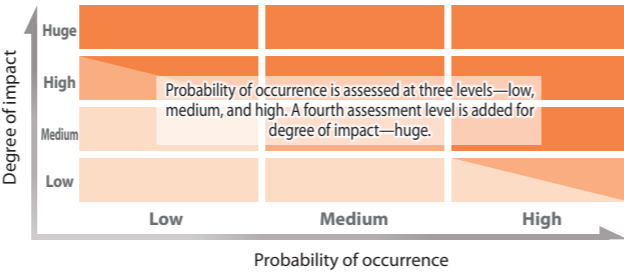 Degree of impact
Huge
High
Medium
Low
Probability of occurrence is assessed at three levels—low,
medium, and high. A fourth assessment level is added for
degree of impact—huge.
Low Medium High
Probability of occurrence